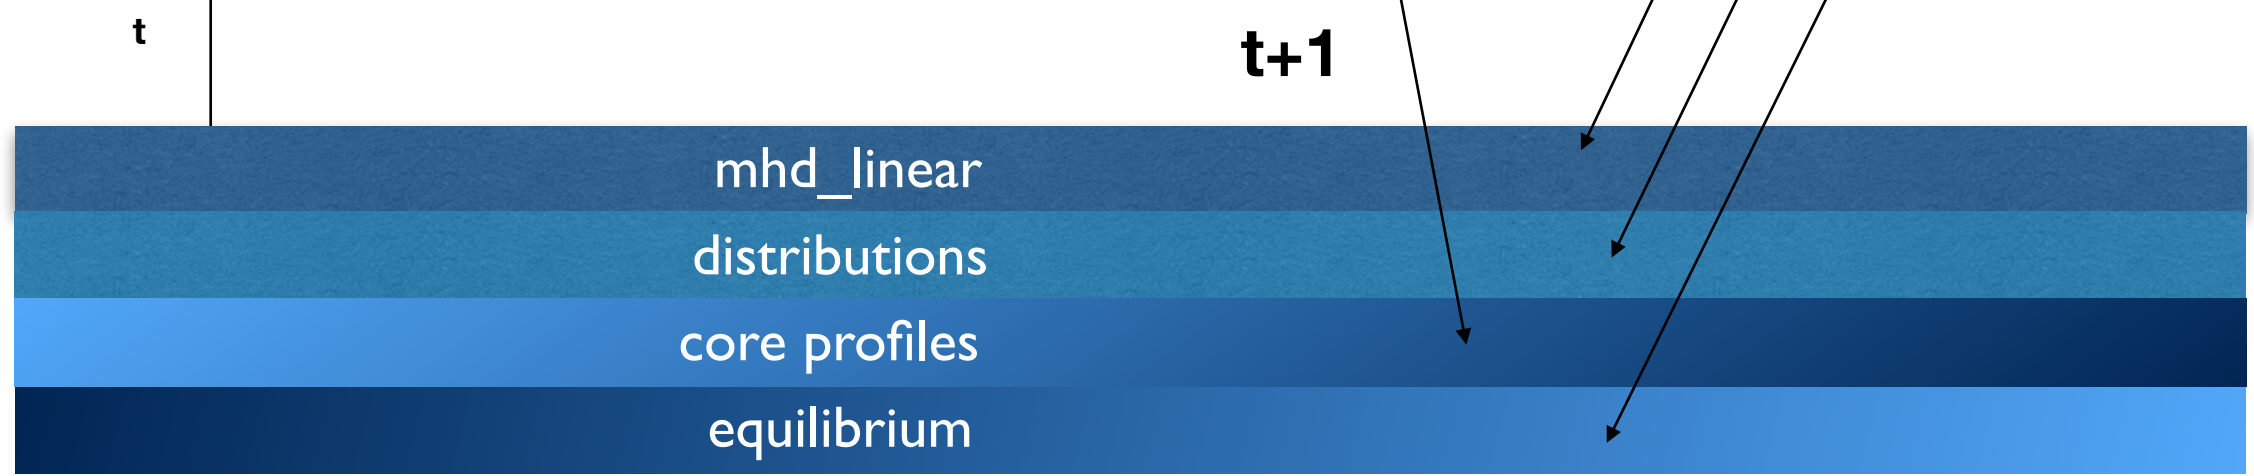 t
t+1
mhd_linear
distributions
core profiles
equilibrium